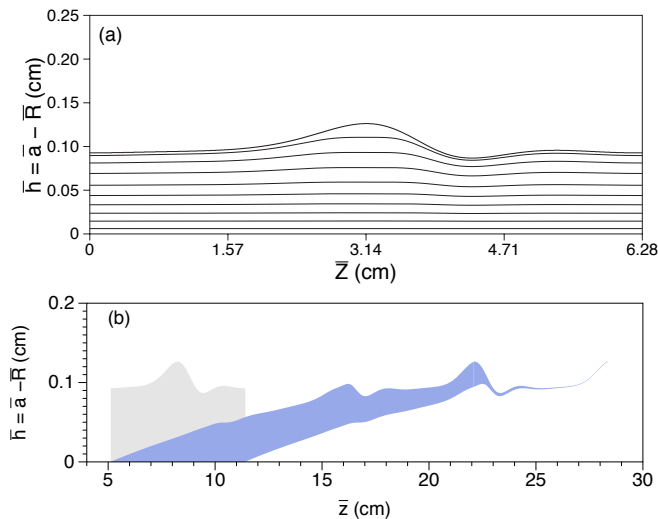 0.25
(a)
0.20
0.15
0.10
0.05
0
h̅ = a̅ – R̅ (cm)
0 1.57 3.14 4.71 6.28
Z̅ (cm)
0.2
(b)
0.1
0
h̅ = a̅ –R̅ (cm)
5 10 15 20 25 30
z̅ (cm)